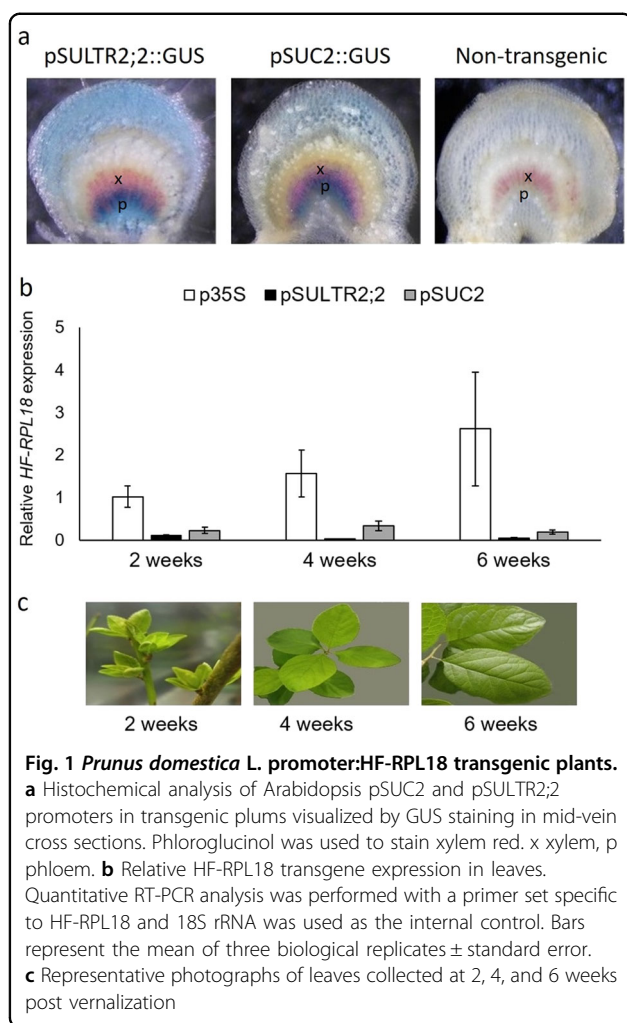 a
pSULTR2;2::GUS pSUC2::GUS Non-transgenic
x x x
p p p
b
p35S pSULTR2;2 pSUC2
Relative HF-RPL18 expression
5
4
3
2
1
0
2 weeks 4 weeks 6 weeks
c
2 weeks 4 weeks 6 weeks
Fig. 1 Prunus domestica L. promoter:HF-RPL18 transgenic plants.
a Histochemical analysis of Arabidopsis pSUC2 and pSULTR2;2
promoters in transgenic plums visualized by GUS staining in mid-vein
cross sections. Phloroglucinol was used to stain xylem red. x xylem, p
phloem. b Relative HF-RPL18 transgene expression in leaves.
Quantitative RT-PCR analysis was performed with a primer set specific
to HF-RPL18 and 18S rRNA was used as the internal control. Bars
represent the mean of three biological replicates ± standard error.
c Representative photographs of leaves collected at 2, 4, and 6 weeks
post vernalization